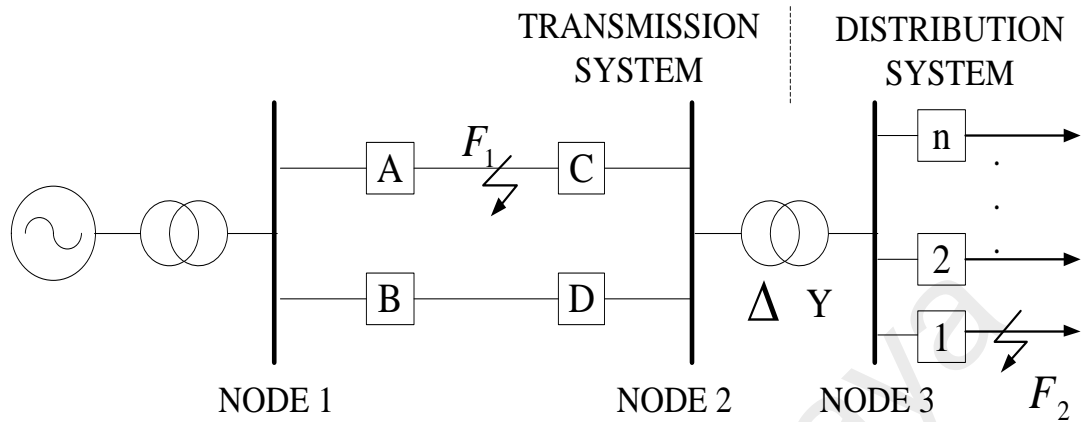 TRANSMISSION
SYSTEM
DISTRIBUTION
SYSTEM
A
F1
C
n
B
D
2
Δ Y
1
F2
NODE 1
NODE 2
NODE 3